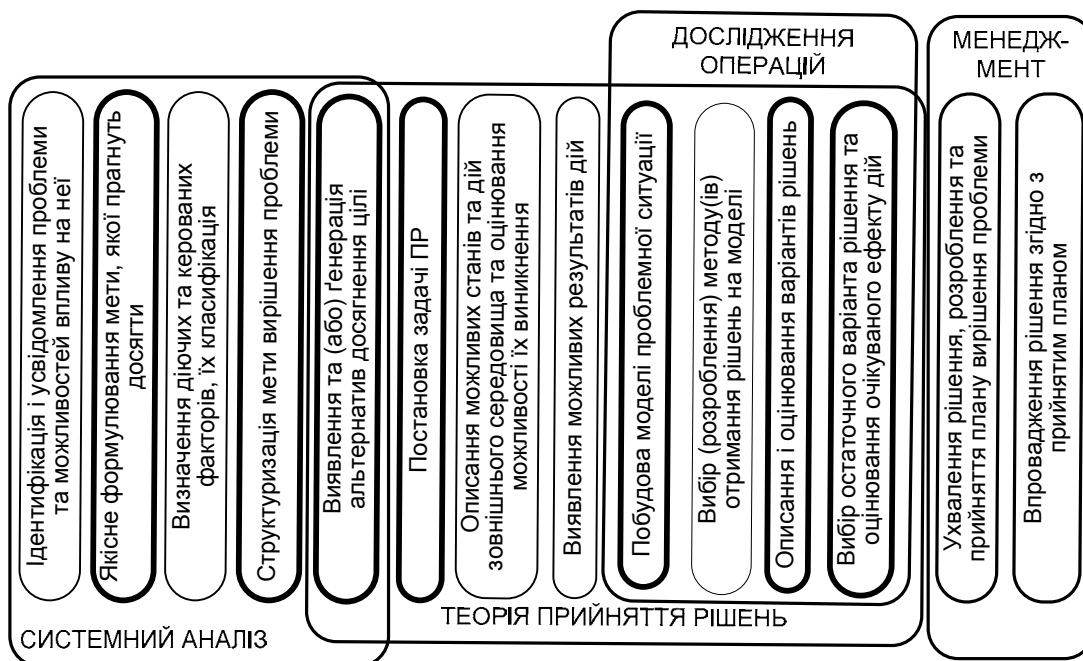 ДОСЛІДЖЕННЯ
ОПЕРАЦІЙ
МЕНЕДЖ-
МЕНТ
Ідентифікація і усвідомлення проблеми
та можливостей впливу на неї
Якісне формулювання мети, якої прагнуть
досягти
Визначення діючих та керованих
факторів, їх класифікація
Структуризація мети вирішення проблеми
Виявлення та (або) ґенерація
альтернатив досягнення цілі
Постановка задачі ПР
Описання можливих станів та дій
зовнішнього середовища та оцінювання
можливості їх виникнення
Виявлення можливих результатів дій
Побудова моделі проблемної ситуації
Вибір (розроблення) методу(ів)
отримання рішень на моделі
Описання і оцінювання варіантів рішень
Вибір остаточного варіанта рішення та
оцінювання очікуваного ефекту дій
Ухвалення рішення, розроблення та
прийняття плану вирішення проблеми
Впровадження рішення згідно з
прийнятим планом
ТЕОРІЯ ПРИЙНЯТТЯ РІШЕНЬ
СИСТЕМНИЙ АНАЛІЗ